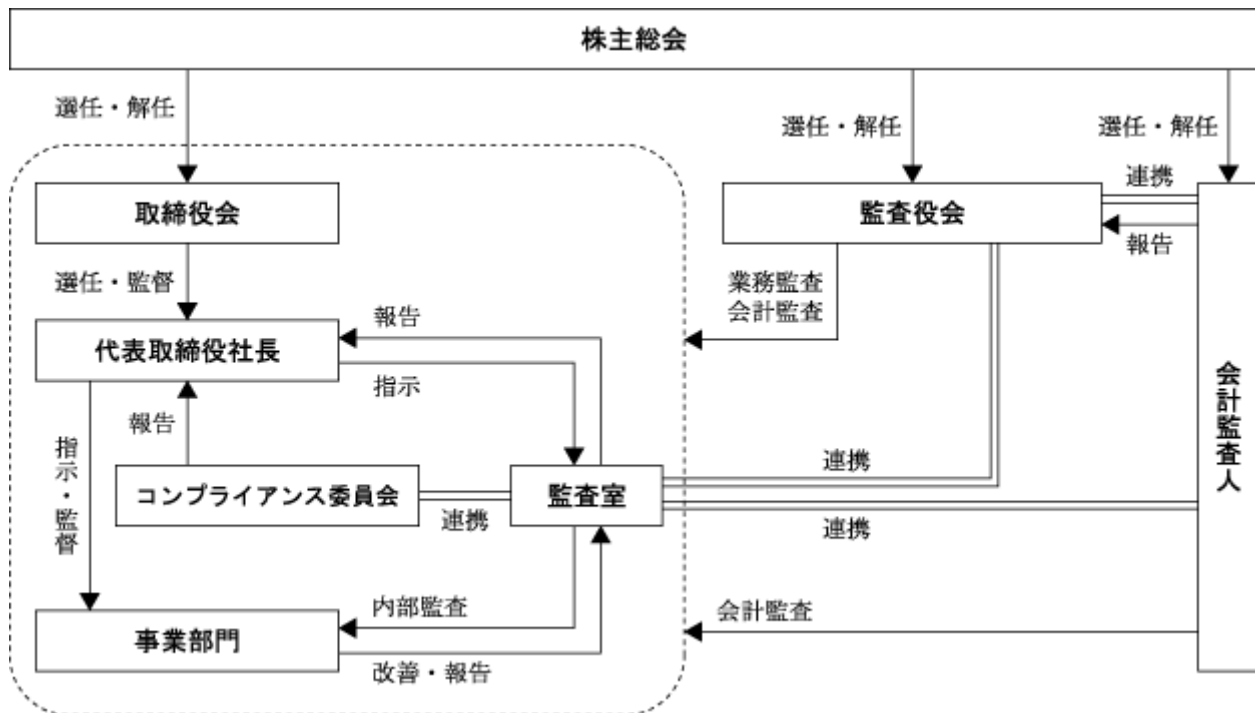 株主総会
選任・解任
選任・解任
選任・解任
取締役会
監査役会
連携
報告
選任・監督
業務監査
会計監査
代表取締役社長
報告
指示
会計監査人
報告
指示・監督
コンプライアンス委員会
連携
監査室
連携
連携
内部監査
会計監査
事業部門
改善・報告